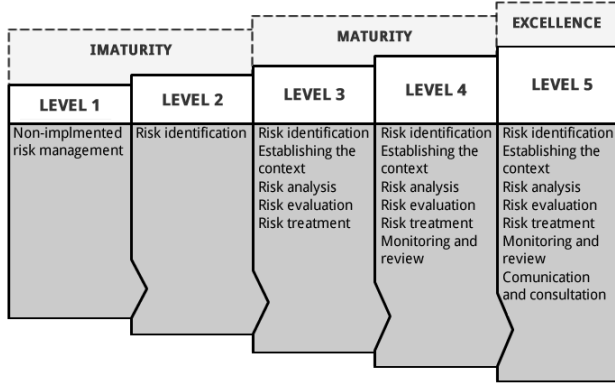 IMATURITY
MATURITY
EXCELLENCE
LEVEL 1
LEVEL 2
LEVEL 3
LEVEL 4
LEVEL 5
Non-implmented
risk management
Risk identification
Risk identification
Establishing the
context
Risk analysis
Risk evaluation
Risk treatment
Risk identification
Establishing the
context
Risk analysis
Risk evaluation
Risk treatment
Monitoring and
review
Risk identification
Establishing the
context
Risk analysis
Risk evaluation
Risk treatment
Monitoring and
review
Comunication
and consultation